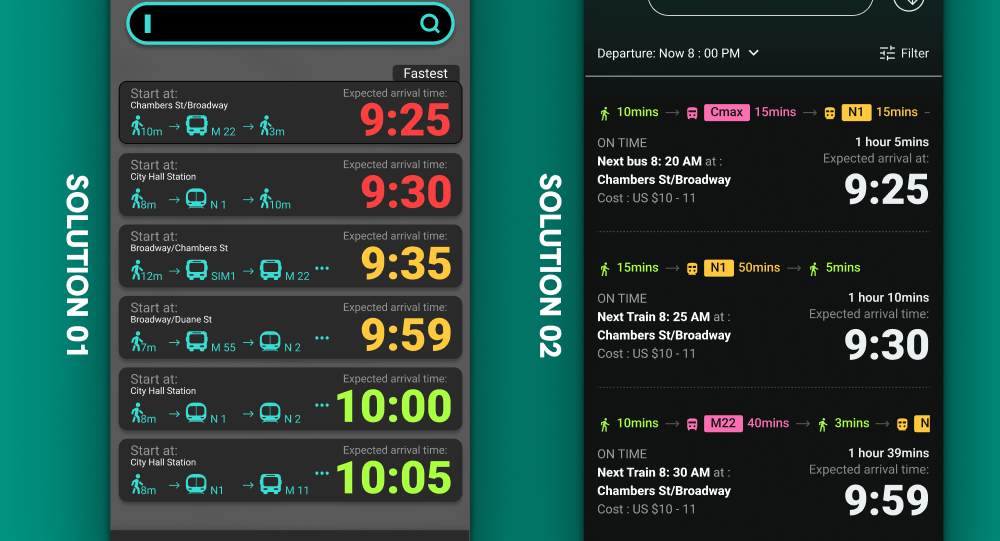 SOLUTION 01
Fastest
Start at:
Chambers St/Broadway
10m → M 22 → 3m
Expected arrival time:
9:25
Start at:
City Hall Station
8m → N 1 → 10m
Expected arrival time:
9:30
Start at:
Broadway/Chambers St
12m → SIM1 → M 22 •••
Expected arrival time:
9:35
Start at:
Broadway/Duane St
7m → M 55 → N 2 •••
Expected arrival time:
9:59
Start at:
City Hall Station
8m → N 1 → N 2 •••
Expected arrival time:
10:00
Start at:
City Hall Station
8m → N1 → M 11 •••
Expected arrival time:
10:05
SOLUTION 02
Departure: Now 8 : 00 PM
Filter
10mins → Cmax 15mins → N1 15mins
ON TIME
Next bus 8: 20 AM at :
Chambers St/Broadway
Cost : US $10 - 11
1 hour 5mins
Expected arrival at:
9:25
15mins → N1 50mins → 5mins
ON TIME
Next Train 8: 25 AM at :
Chambers St/Broadway
Cost : US $10 - 11
1 hour 10mins
Expected arrival time:
9:30
10mins → M22 40mins → 3mins → N
ON TIME
Next Train 8: 30 AM at :
Chambers St/Broadway
Cost : US $10 - 11
1 hour 39mins
Expected arrival time:
9:59